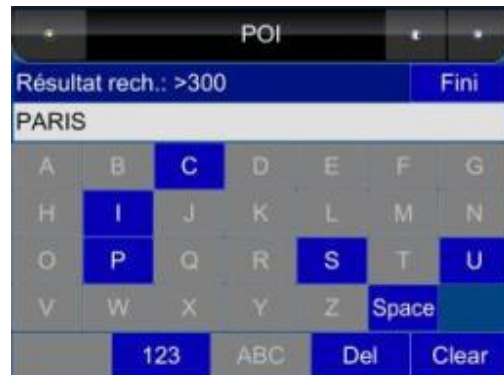 POI
Résultat rech.: >300 Fini
PARIS
A B C D E F G
H I J K L M N
O P Q R S T U
V W X Y Z Space
123 ABC Del Clear